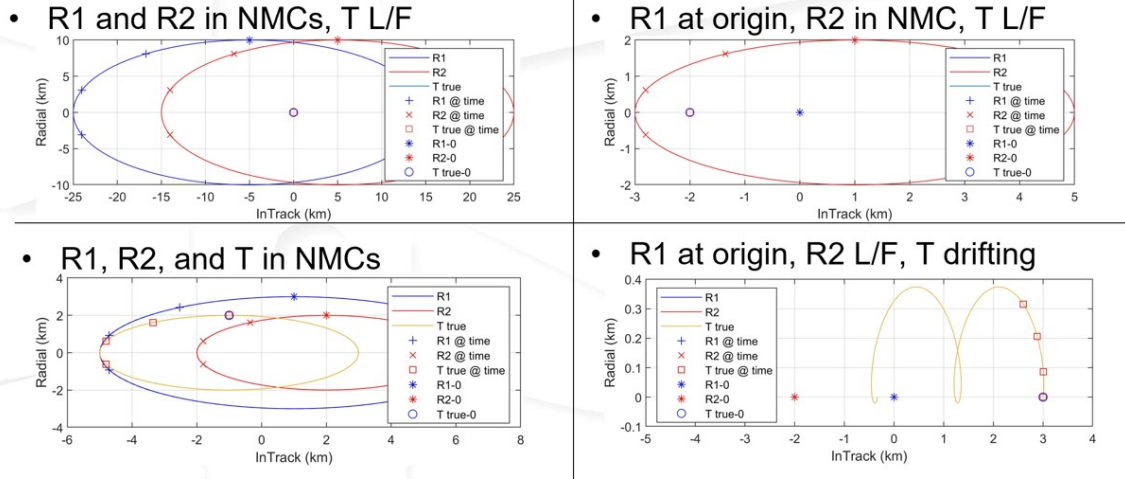 • R1 and R2 in NMCs, T L/F
10
5
0
-5
-10
Radial (km)
-25 -20 -15 -10 -5 0 5 10 15 20 25
InTrack (km)
R1
R2
T true
R1 @ time
R2 @ time
T true @ time
R1-0
R2-0
T true-0
• R1 at origin, R2 in NMC, T L/F
2
1
0
-1
-2
Radial (km)
-3 -2 -1 0 1 2 3 4 5
InTrack (km)
R1
R2
T true
R1 @ time
R2 @ time
T true @ time
R1-0
R2-0
T true-0
• R1, R2, and T in NMCs
4
2
0
-2
-4
Radial (km)
-6 -4 -2 0 2 4 6 8
InTrack (km)
R1
R2
T true
R1 @ time
R2 @ time
T true @ time
R1-0
R2-0
T true-0
• R1 at origin, R2 L/F, T drifting
0.4
0.3
0.2
0.1
0
-0.1
Radial (km)
-5 -4 -3 -2 -1 0 1 2 3 4
InTrack (km)
R1
R2
T true
R1 @ time
R2 @ time
T true @ time
R1-0
R2-0
T true-0